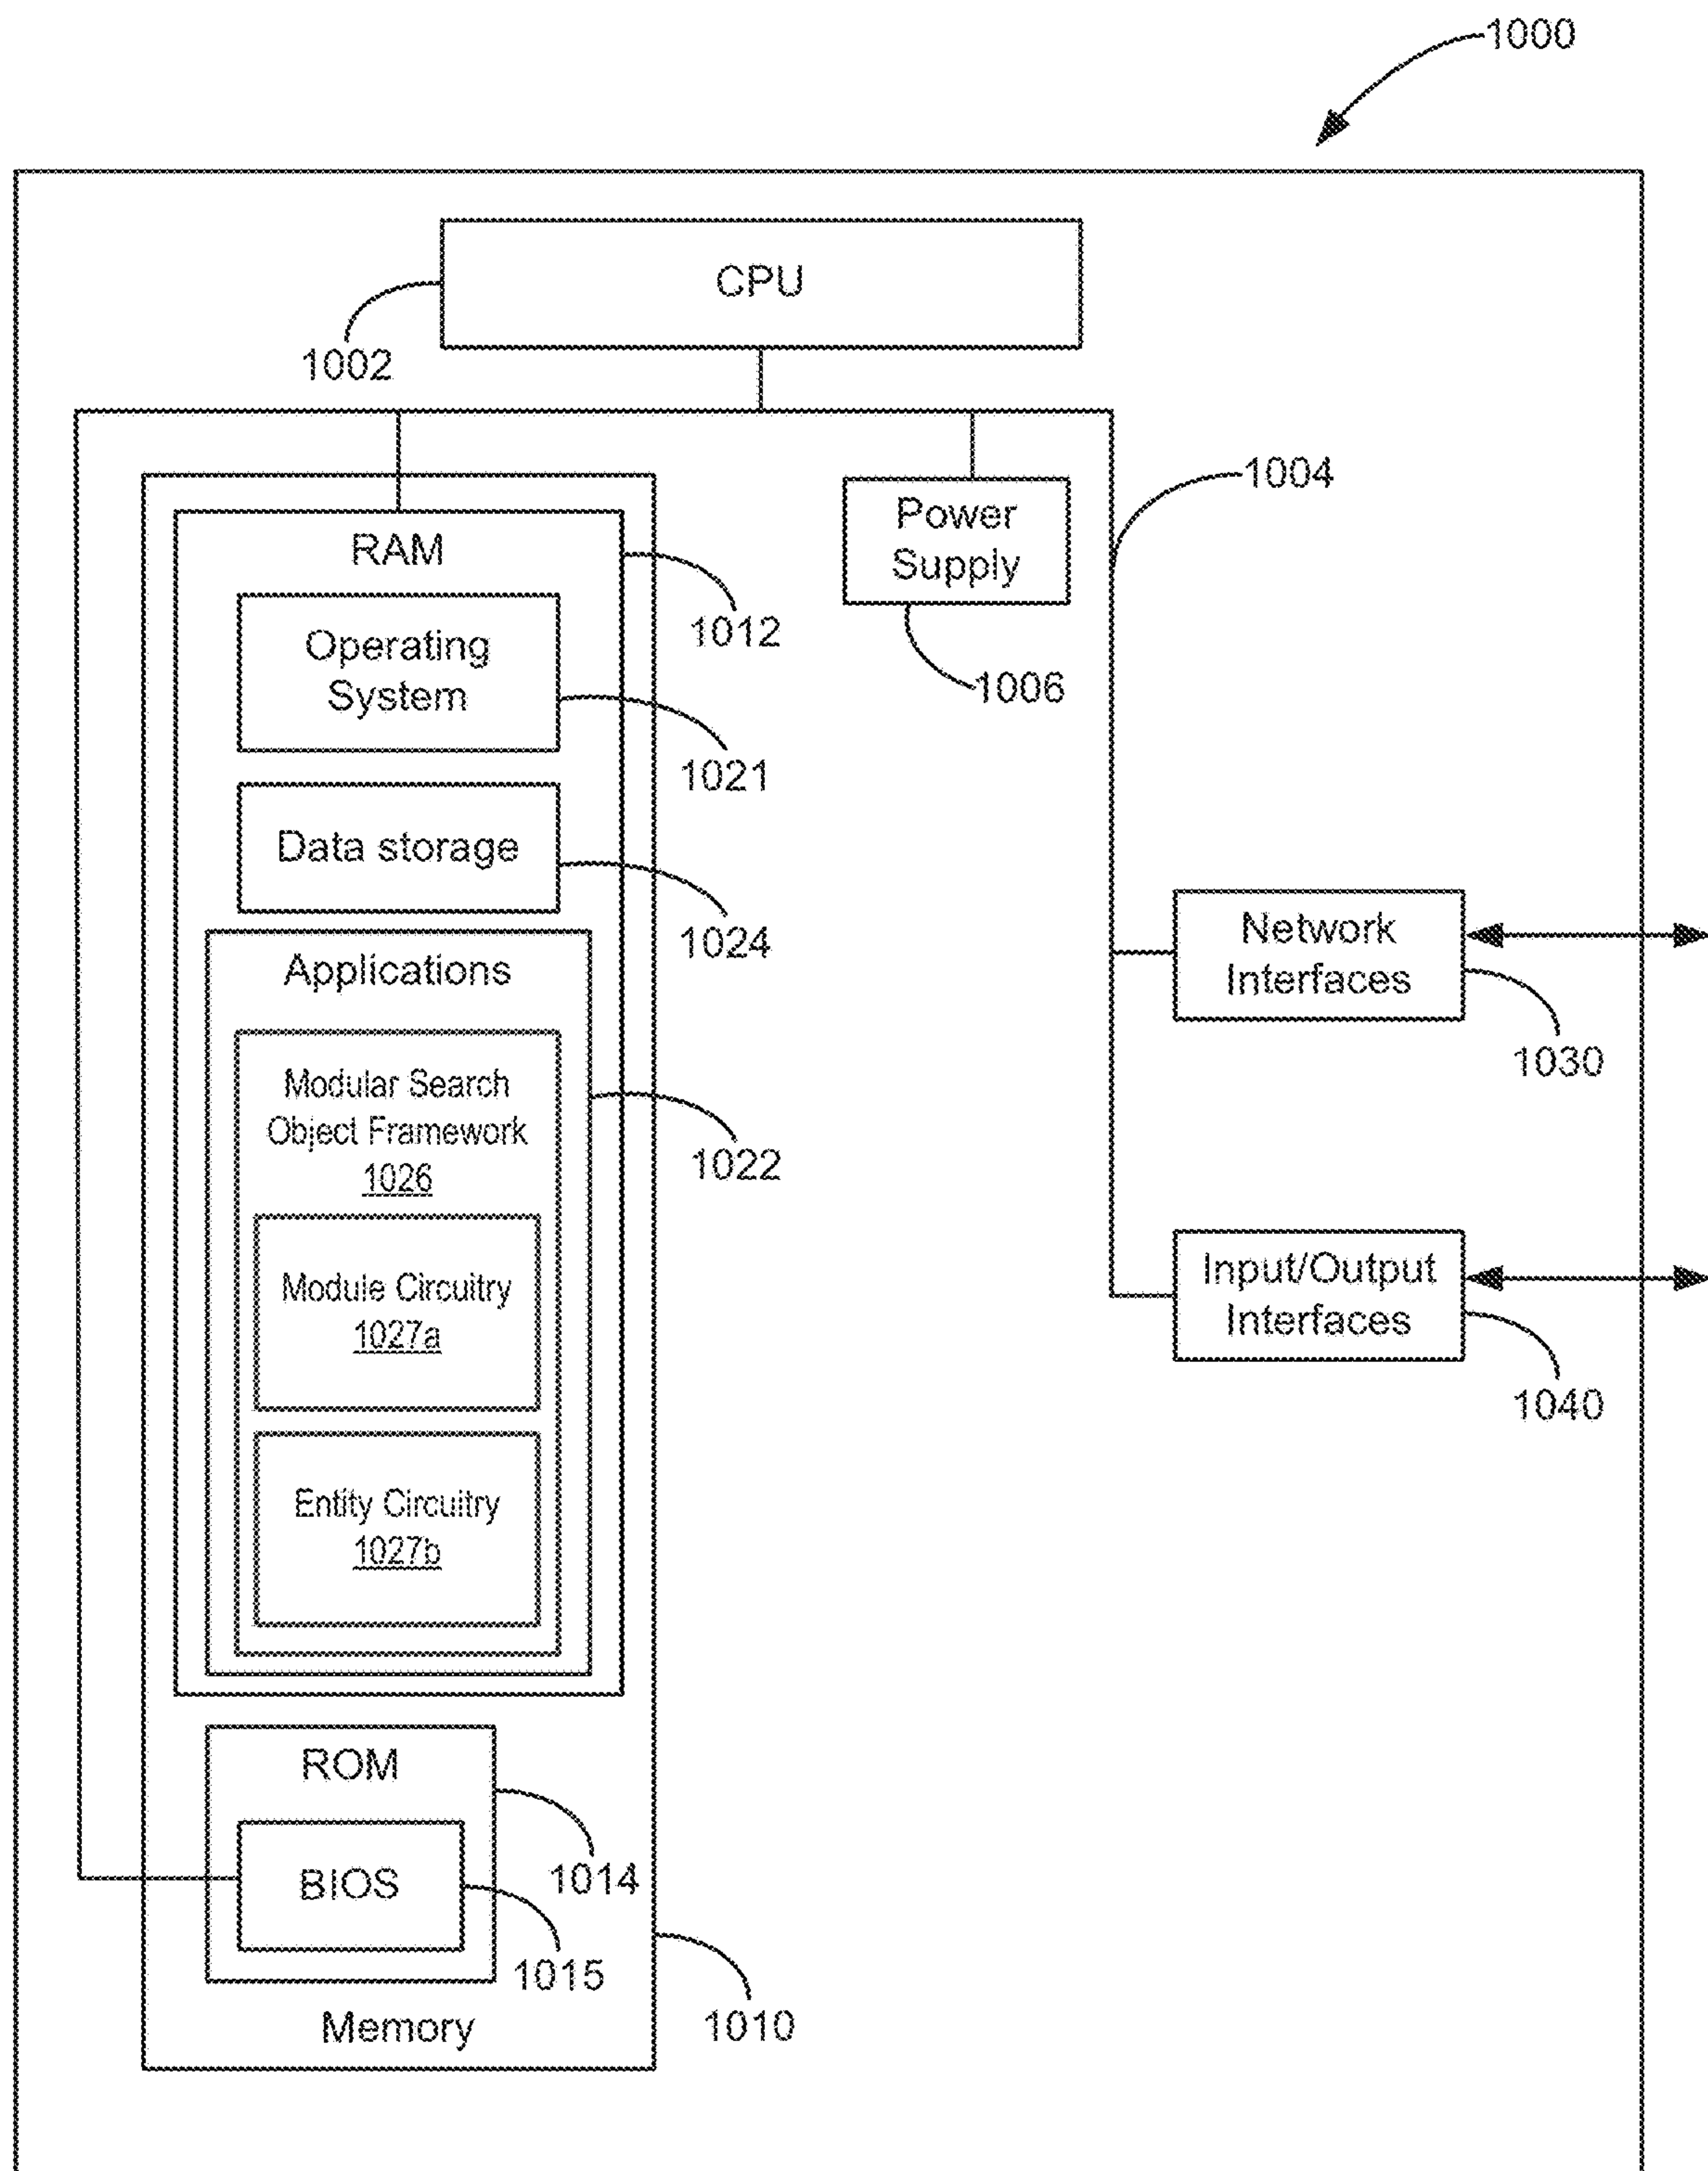 1000
CPU
1002
1004
Power
Supply
1006
RAM
1012
Operating
System
1021
Data storage
1024
Applications
Modular Search
Object Framework
1026
1022
Module Circuitry
1027a
Entity Circuitry
1027b
Network
Interfaces
1030
Input/Output
Interfaces
1040
ROM
1014
BIOS
1015
Memory
1010